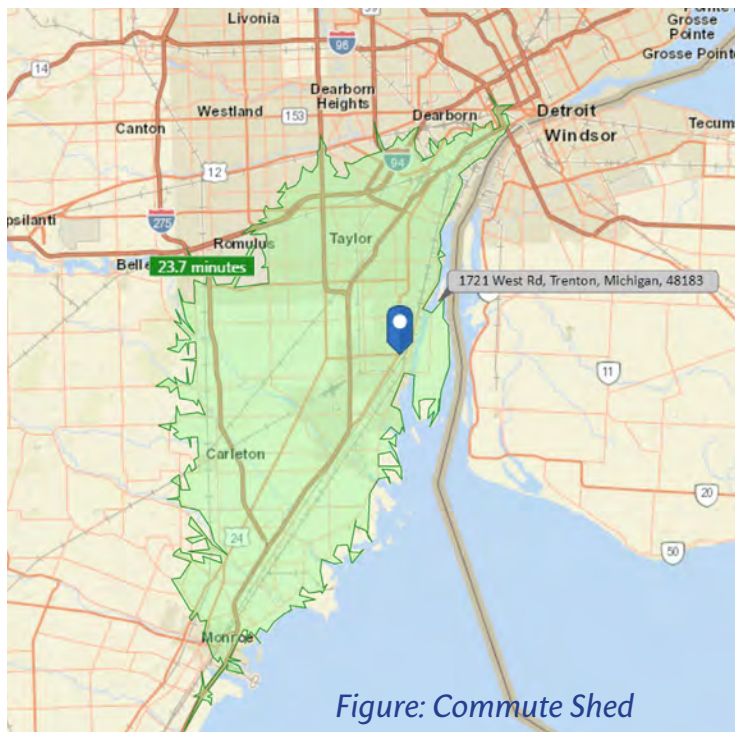 Livonia
96
14
Pointe
Grosse
Pointe
Grosse Pointe
Dearborn
Heights
Westland
153
Dearborn
Detroit
Canton
Windsor
Tecum
94
12
psilanti
275
Romulus
Taylor
Belle
23.7 minutes
1721 West Rd, Trenton, Michigan, 48183
11
Carleton
20
24
50
Monroe
Figure: Commute Shed